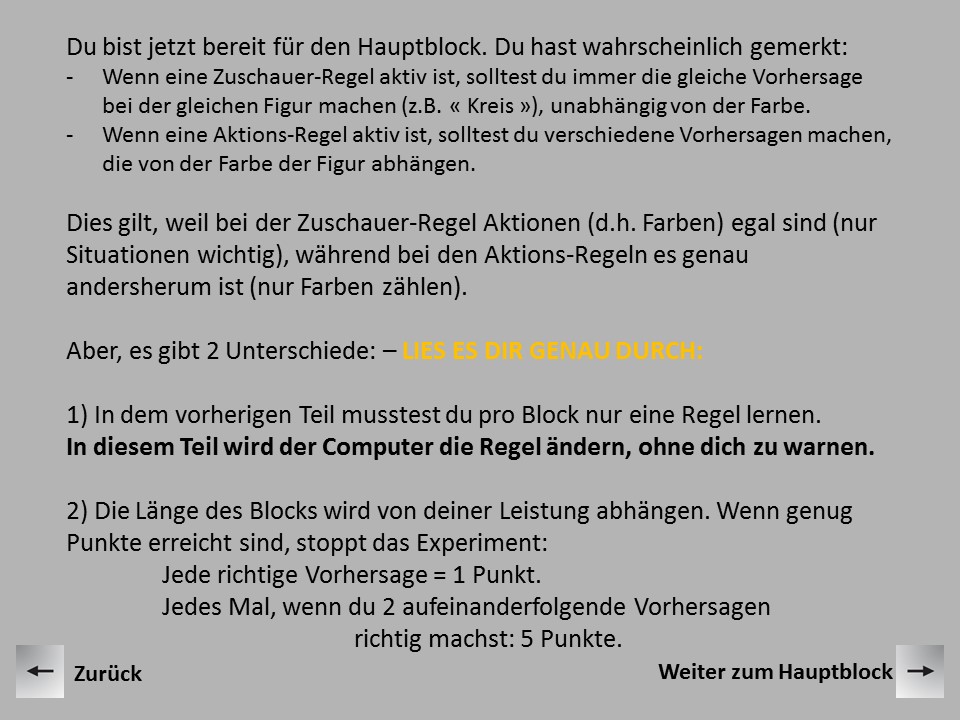 Du bist jetzt bereit für den Hauptblock. Du hast wahrscheinlich gemerkt:
- Wenn eine Zuschauer-Regel aktiv ist, solltest du immer die gleiche Vorhersage
bei der gleichen Figur machen (z.B. « Kreis »), unabhängig von der Farbe.
- Wenn eine Aktions-Regel aktiv ist, solltest du verschiedene Vorhersagen machen,
die von der Farbe der Figur abhängen.
Dies gilt, weil bei der Zuschauer-Regel Aktionen (d.h. Farben) egal sind (nur
Situationen wichtig), während bei den Aktions-Regeln es genau
andersherum ist (nur Farben zählen).
Aber, es gibt 2 Unterschiede: – LIES ES DIR GENAU DURCH:
1) In dem vorherigen Teil musstest du pro Block nur eine Regel lernen.
In diesem Teil wird der Computer die Regel ändern, ohne dich zu warnen.
2) Die Länge des Blocks wird von deiner Leistung abhängen. Wenn genug
Punkte erreicht sind, stoppt das Experiment:
Jede richtige Vorhersage = 1 Punkt.
Jedes Mal, wenn du 2 aufeinanderfolgende Vorhersagen
richtig machst: 5 Punkte.
Zurück
Weiter zum Hauptblock